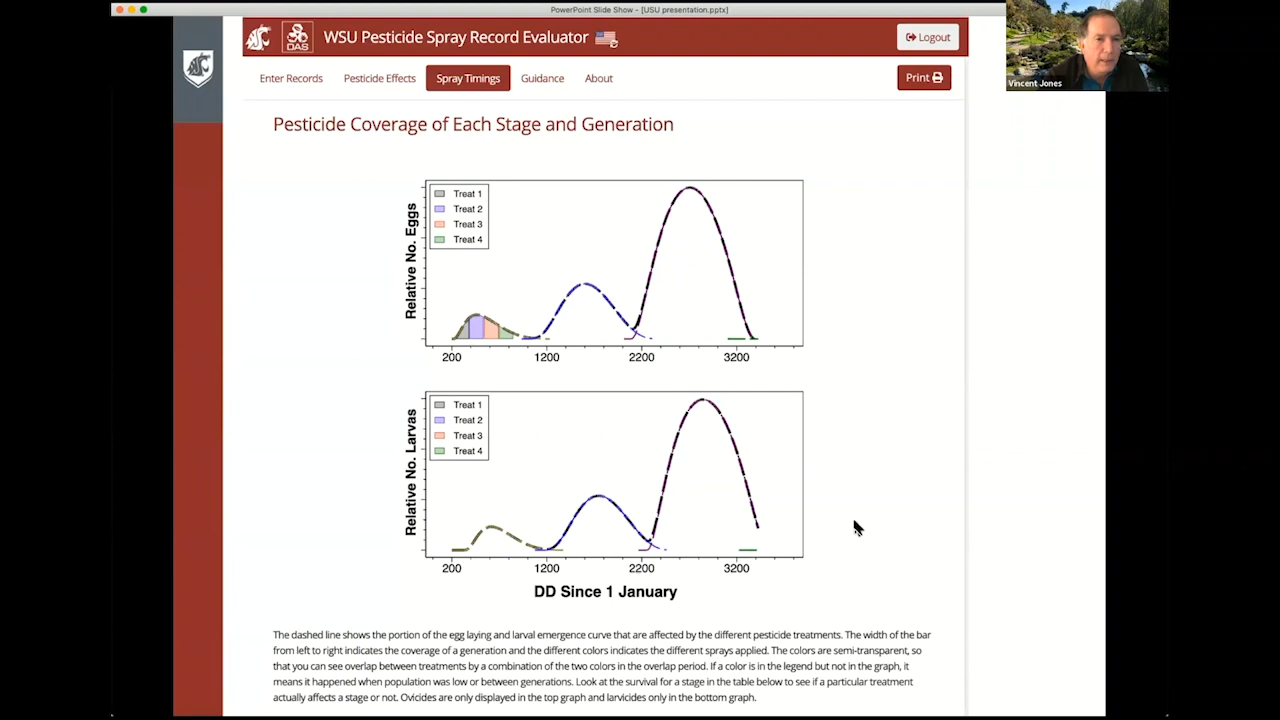 PowerPoint Slide Show - [USU presentation.pptx]
OAS
WSU Pesticide Spray Record Evaluator
Logout
Vincent Jones
Enter Records
Pesticide Effects
Spray Timings
Guidance
About
Print
Pesticide Coverage of Each Stage and Generation
Relative No. Eggs
Treat 1
Treat 2
Treat 3
Treat 4
200 1200 2200 3200
Relative No. Larvas
Treat 1
Treat 2
Treat 3
Treat 4
200 1200 2200 3200
DD Since 1 January
The dashed line shows the portion of the egg laying and larval emergence curve that are affected by the different pesticide treatments. The width of the bar
from left to right indicates the coverage of a generation and the different colors indicates the different sprays applied. The colors are semi-transparent, so
that you can see overlap between treatments by a combination of the two colors in the overlap period. If a color is in the legend but not in the graph, it
means it happened when population was low or between generations. Look at the survival for a stage in the table below to see if a particular treatment
actually affects a stage or not. Ovicides are only displayed in the top graph and larvicides only in the bottom graph.